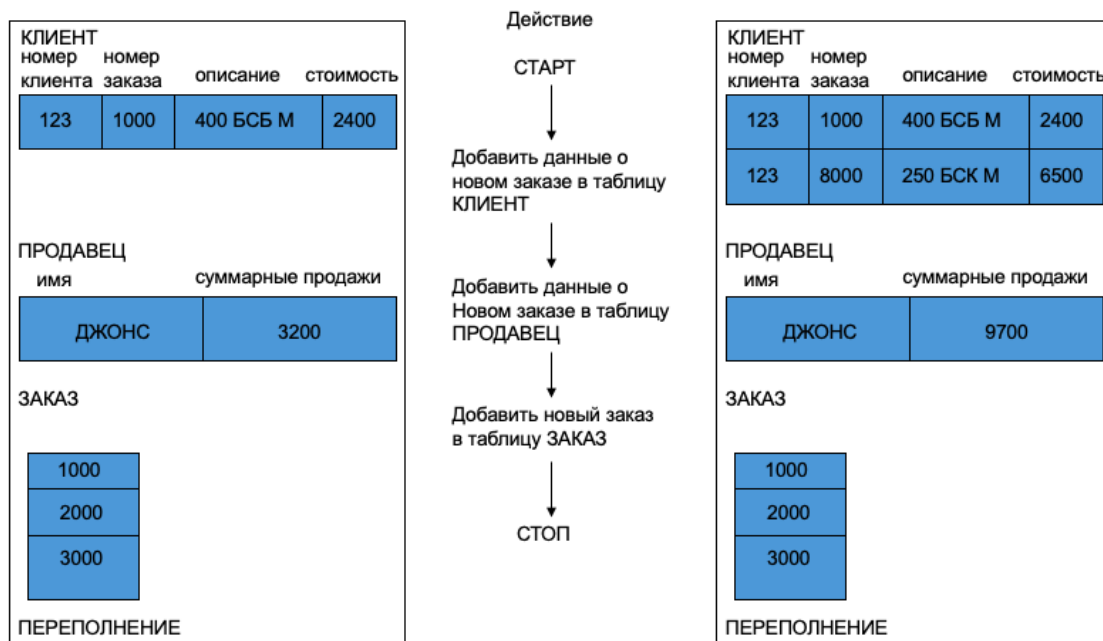 КЛИЕНТ
номер номер
клиента заказа описание стоимость
123 1000 400 БСБ М 2400
ПРОДАВЕЦ
имя суммарные продажи
ДЖОНС 3200
ЗАКАЗ
1000
2000
3000
ПЕРЕПОЛНЕНИЕ
Действие
СТАРТ
Добавить данные о
новом заказе в таблицу
КЛИЕНТ
Добавить данные о
Новом заказе в таблицу
ПРОДАВЕЦ
Добавить новый заказ
в таблицу ЗАКАЗ
СТОП
КЛИЕНТ
номер номер
клиента заказа описание стоимость
123 1000 400 БСБ М 2400
123 8000 250 БСК М 6500
ПРОДАВЕЦ
имя суммарные продажи
ДЖОНС 9700
ЗАКАЗ
1000
2000
3000
ПЕРЕПОЛНЕНИЕ